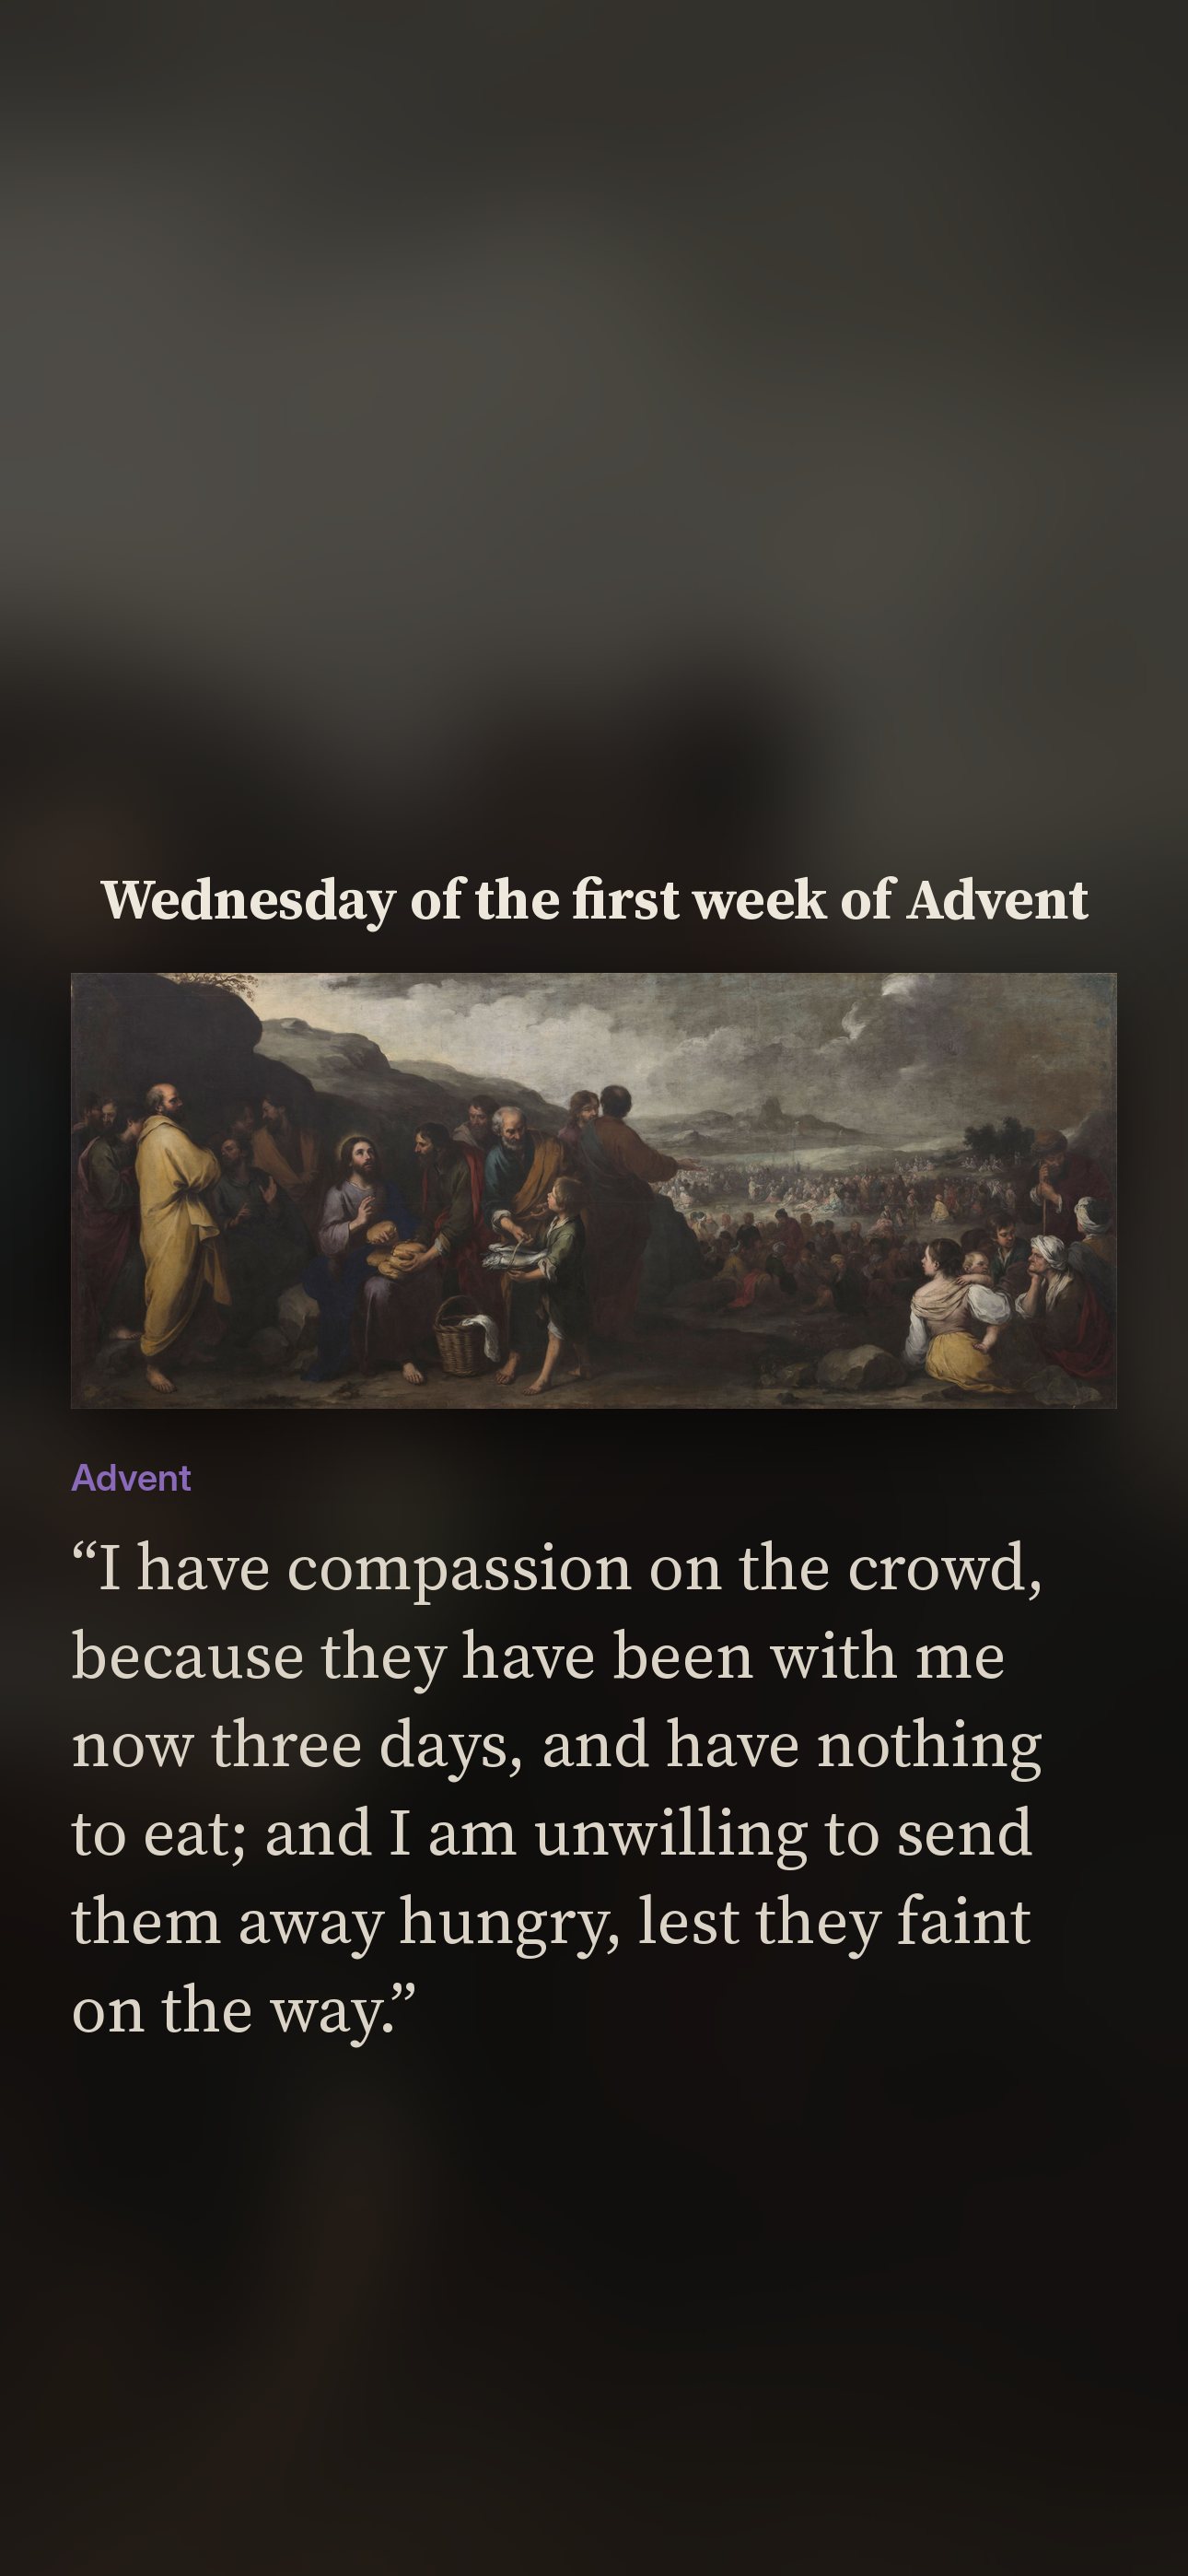 Wednesday of the first week of Advent
Advent
“I have compassion on the crowd,
because they have been with me
now three days, and have nothing
to eat; and I am unwilling to send
them away hungry, lest they faint
on the way.”